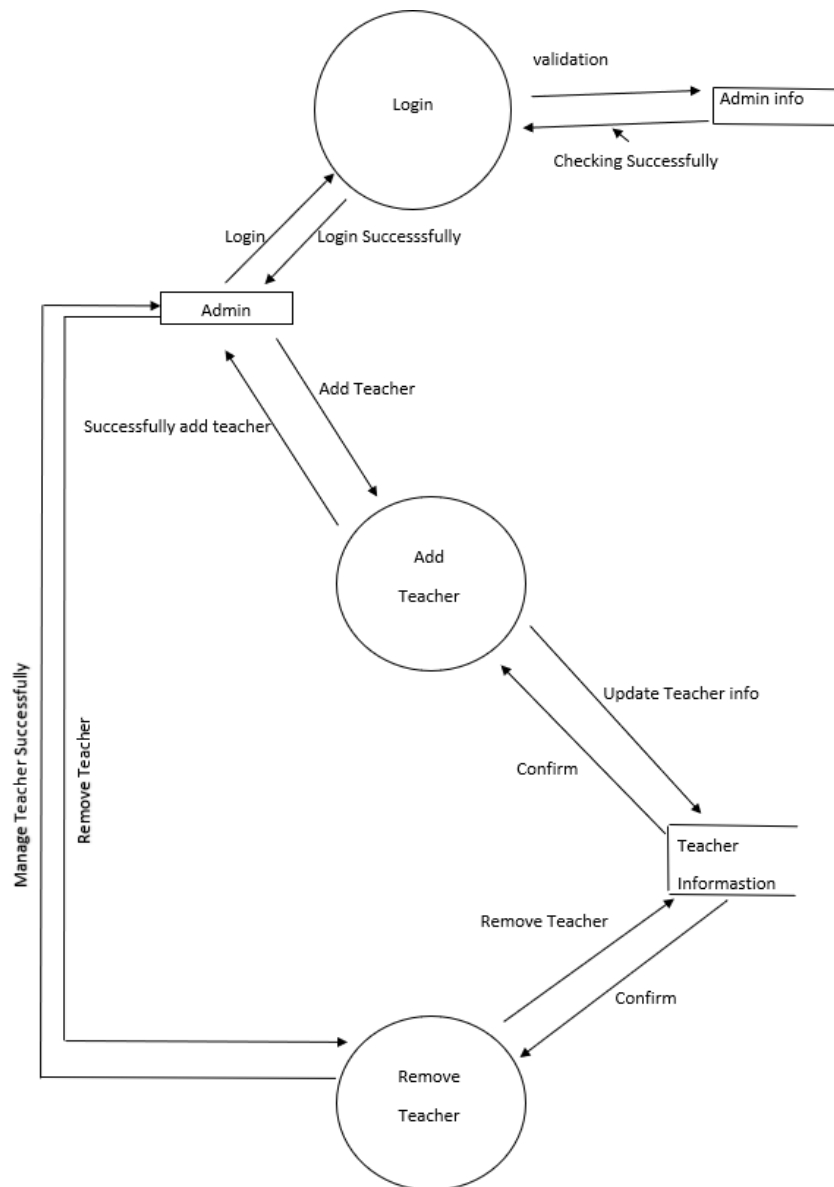 validation
Login
Admin info
Checking Successfully
Login
Login Successsfully
Admin
Add Teacher
Successfully add teacher
Add
Teacher
Update Teacher info
Confirm
Manage Teacher Successfully
Remove Teacher
Teacher
Informastion
Remove Teacher
Confirm
Remove
Teacher